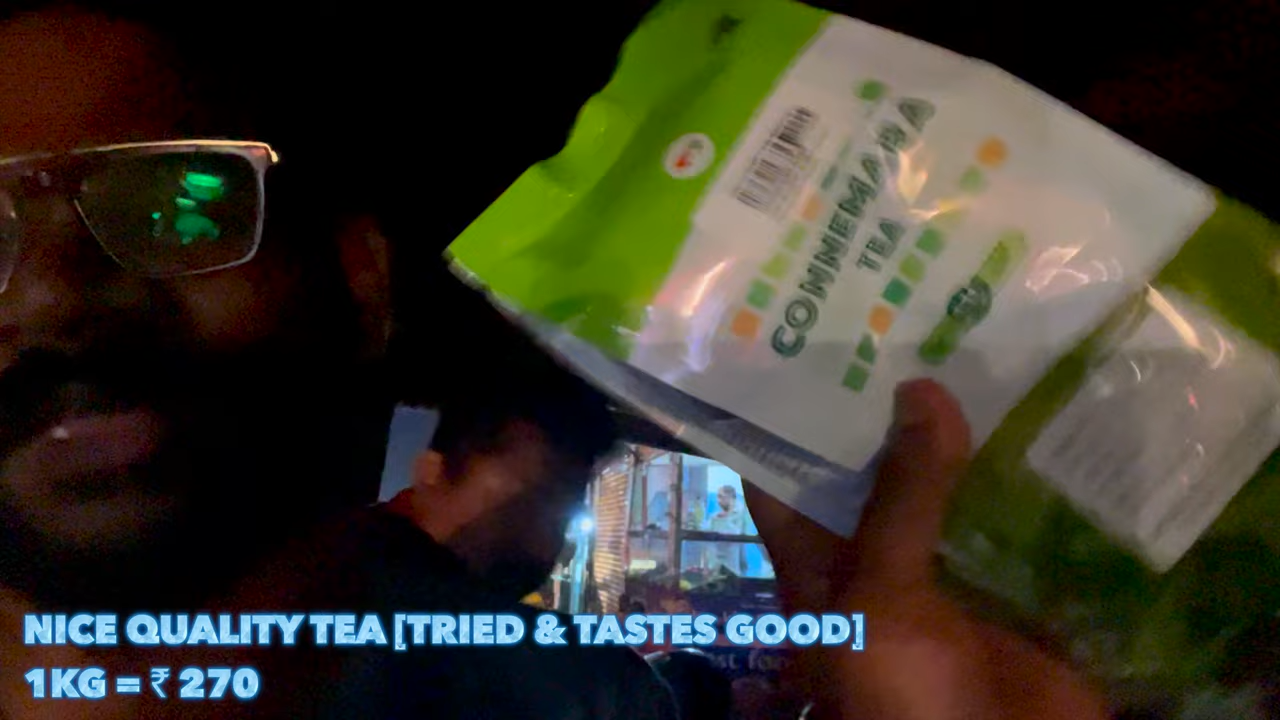 CONNEMARA
TEA
NICE QUALITY TEA [TRIED & TASTES GOOD]
1KG = ₹ 270